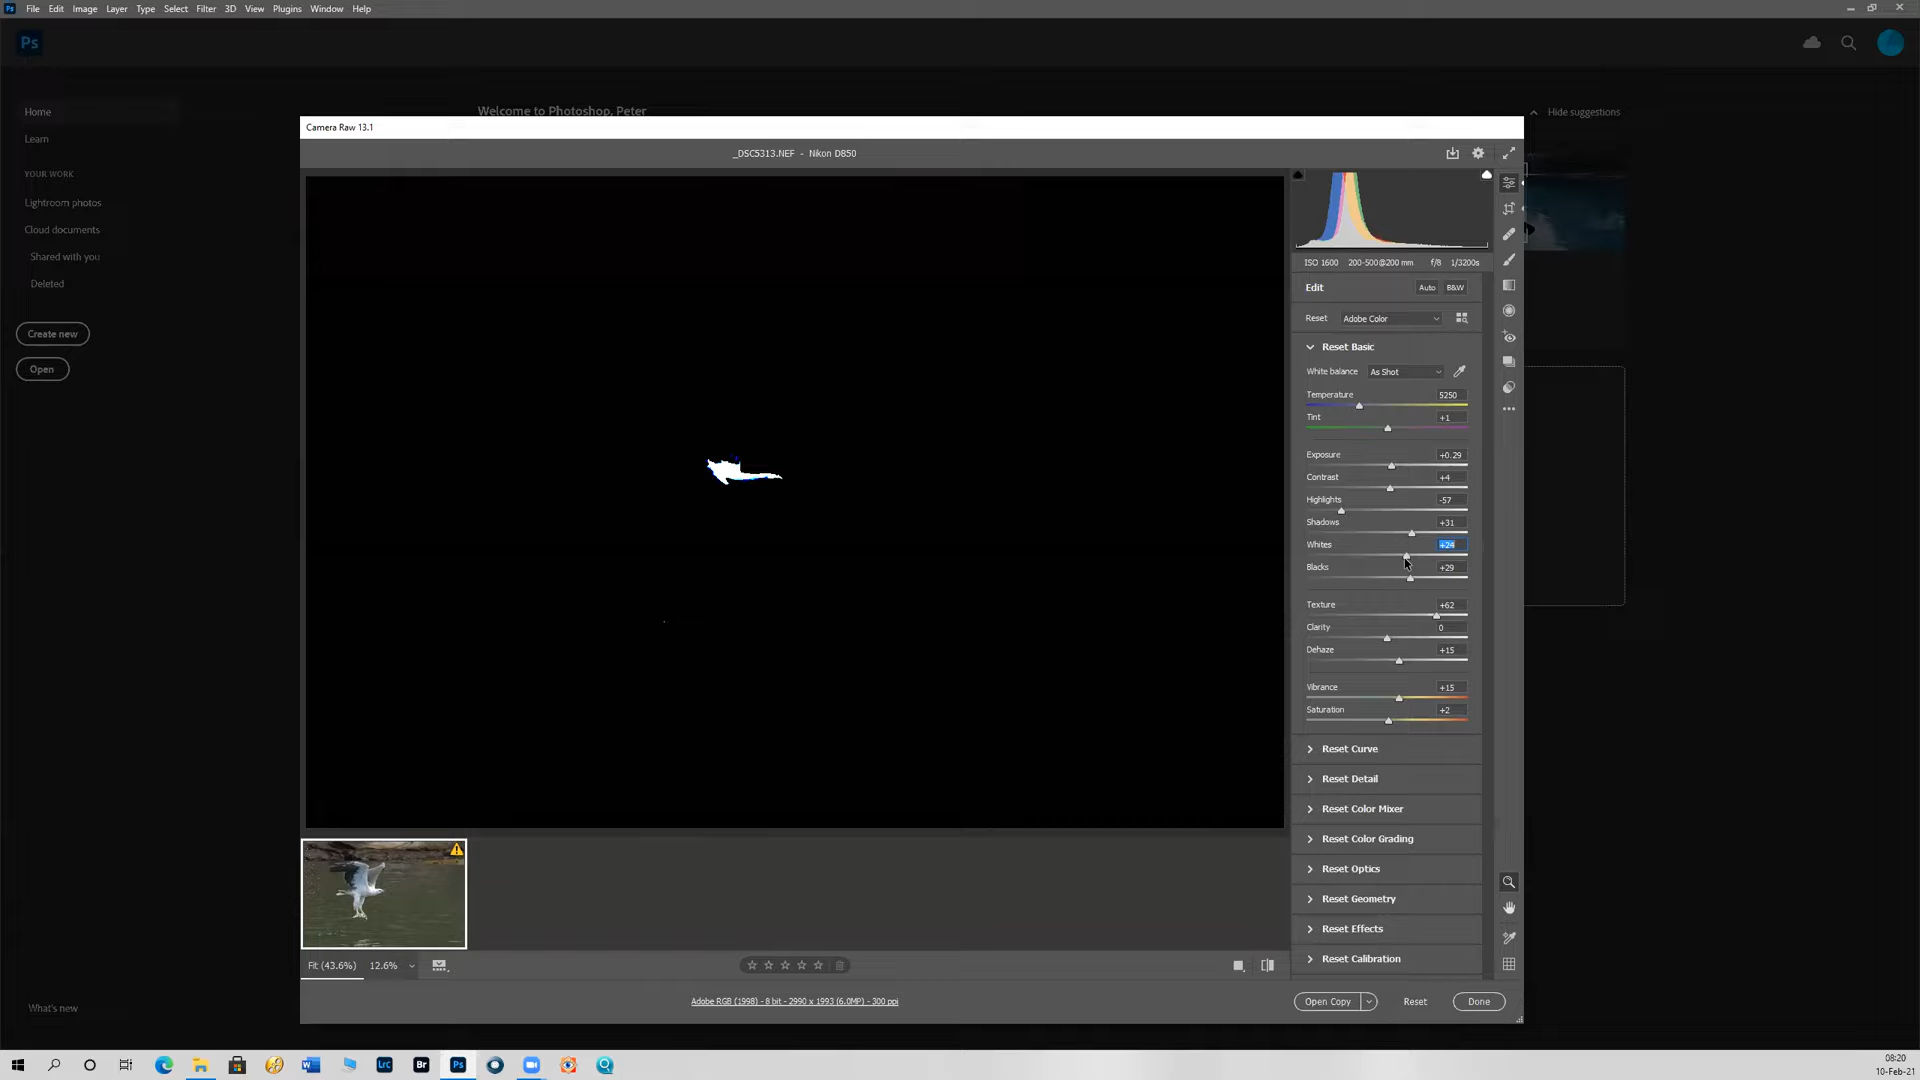 Ps File Edit Image Layer Type Select Filter 3D View Plugins Window Help
Ps
Home
Learn
YOUR WORK
Lightroom photos
Cloud documents
Shared with you
Deleted
Create new
Open
What's new
Welcome to Photoshop, Peter
Hide suggestions
Camera Raw 13.1
_DSC5313.NEF - Nikon D850
ISO 1600 200-500@200 mm f/8 1/3200s
Edit Auto B&W
Reset Adobe Color
Reset Basic
White balance As Shot
Temperature 5250
Tint +1
Exposure +0.29
Contrast +4
Highlights -57
Shadows +31
Whites +24
Blacks +29
Texture +62
Clarity 0
Dehaze +15
Vibrance +15
Saturation +2
Reset Curve
Reset Detail
Reset Color Mixer
Reset Color Grading
Reset Optics
Reset Geometry
Reset Effects
Reset Calibration
Fit (43.6%) 12.6%
Adobe RGB (1998) - 8 bit - 2990 x 1993 (6.0MP) - 300 ppi
Open Copy Reset Done
W Lrc Br Ps
08:20
10-Feb-21